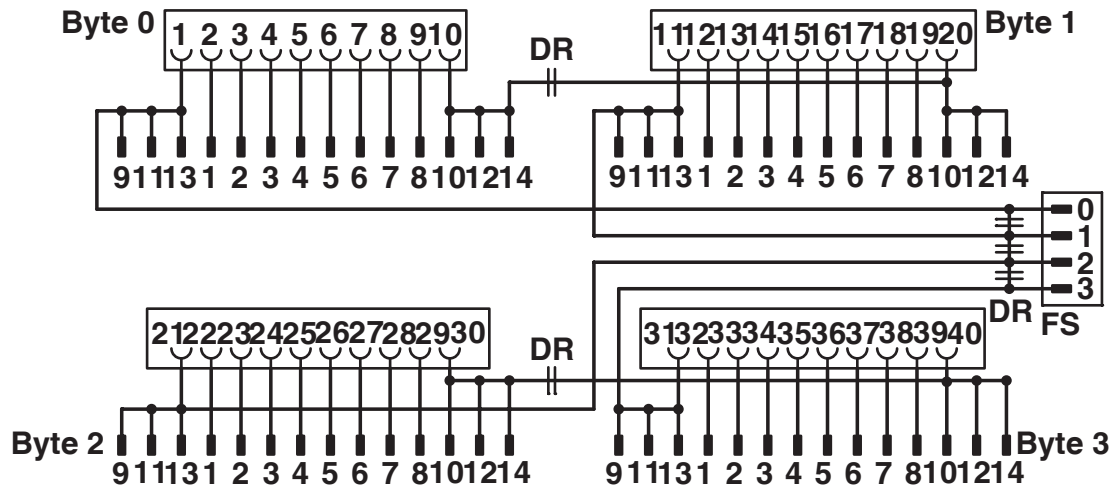 Byte 0 1 2 3 4 5 6 7 8 9 10 DR 11 12 13 14 15 16 17 18 19 20 Byte 1
9 11 13 1 2 3 4 5 6 7 8 10 12 14 9 11 13 1 2 3 4 5 6 7 8 10 12 14
0
1
2
3
DR FS
21 22 23 24 25 26 27 28 29 30 DR 31 32 33 34 35 36 37 38 39 40
Byte 2 Byte 3
9 11 13 1 2 3 4 5 6 7 8 10 12 14 9 11 13 1 2 3 4 5 6 7 8 10 12 14